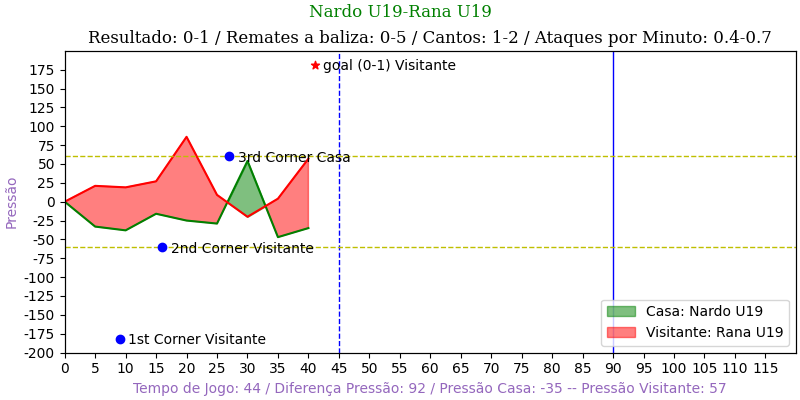 Nardo U19-Rana U19
Resultado: 0-1 / Remates a baliza: 0-5 / Cantos: 1-2 / Ataques por Minuto: 0.4-0.7
goal (0-1) Visitante
3rd Corner Casa
2nd Corner Visitante
1st Corner Visitante
Pressão
175
150
125
100
75
50
25
0
-25
-50
-75
-100
-125
-150
-175
-200
Casa: Nardo U19
Visitante: Rana U19
0 5 10 15 20 25 30 35 40 45 50 55 60 65 70 75 80 85 90 95 100 105 110 115
Tempo de Jogo: 44 / Diferença Pressão: 92 / Pressão Casa: -35 -- Pressão Visitante: 57